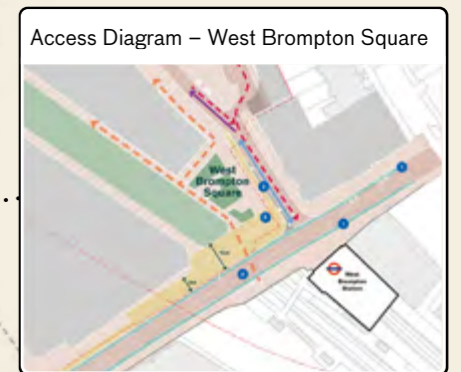 Access Diagram – West Brompton Square
West
Brompton
Square
West
Brompton
Station